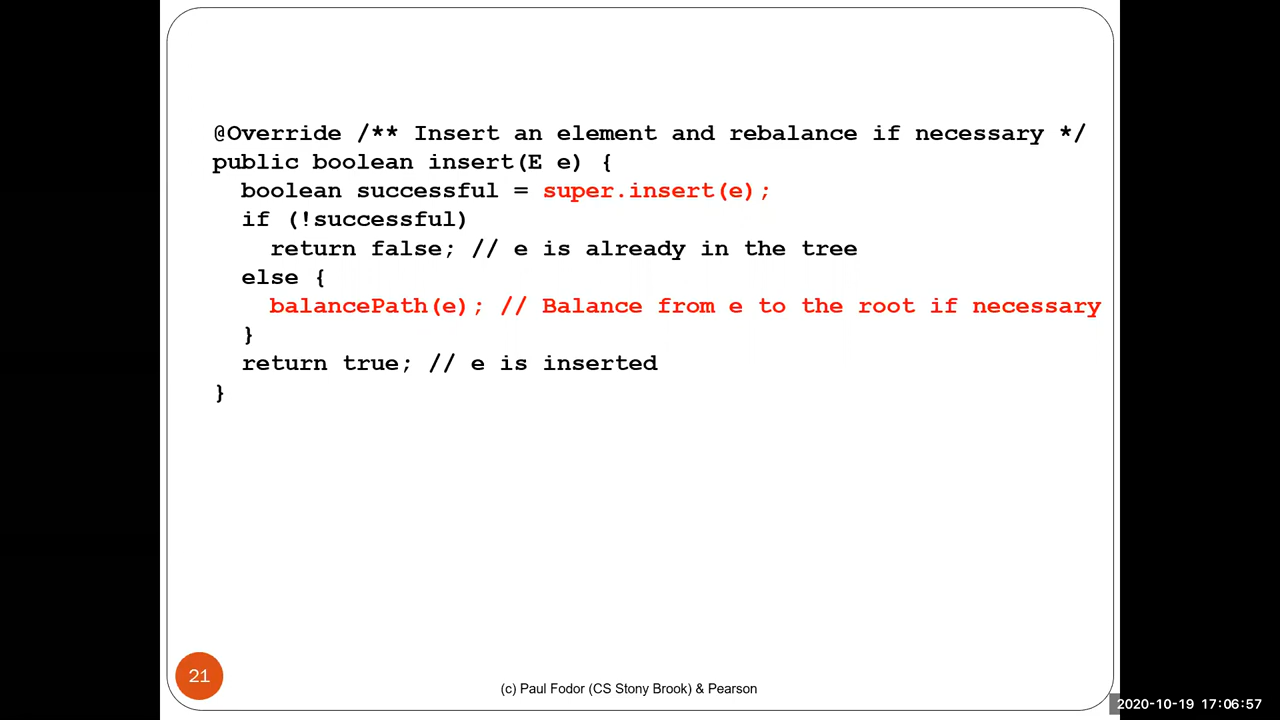 @Override /** Insert an element and rebalance if necessary */
public boolean insert(E e) {
boolean successful = super.insert(e);
if (!successful)
return false; // e is already in the tree
else {
balancePath(e); // Balance from e to the root if necessary
}
return true; // e is inserted
}
21
(c) Paul Fodor (CS Stony Brook) & Pearson
2020-10-19 17:06:57